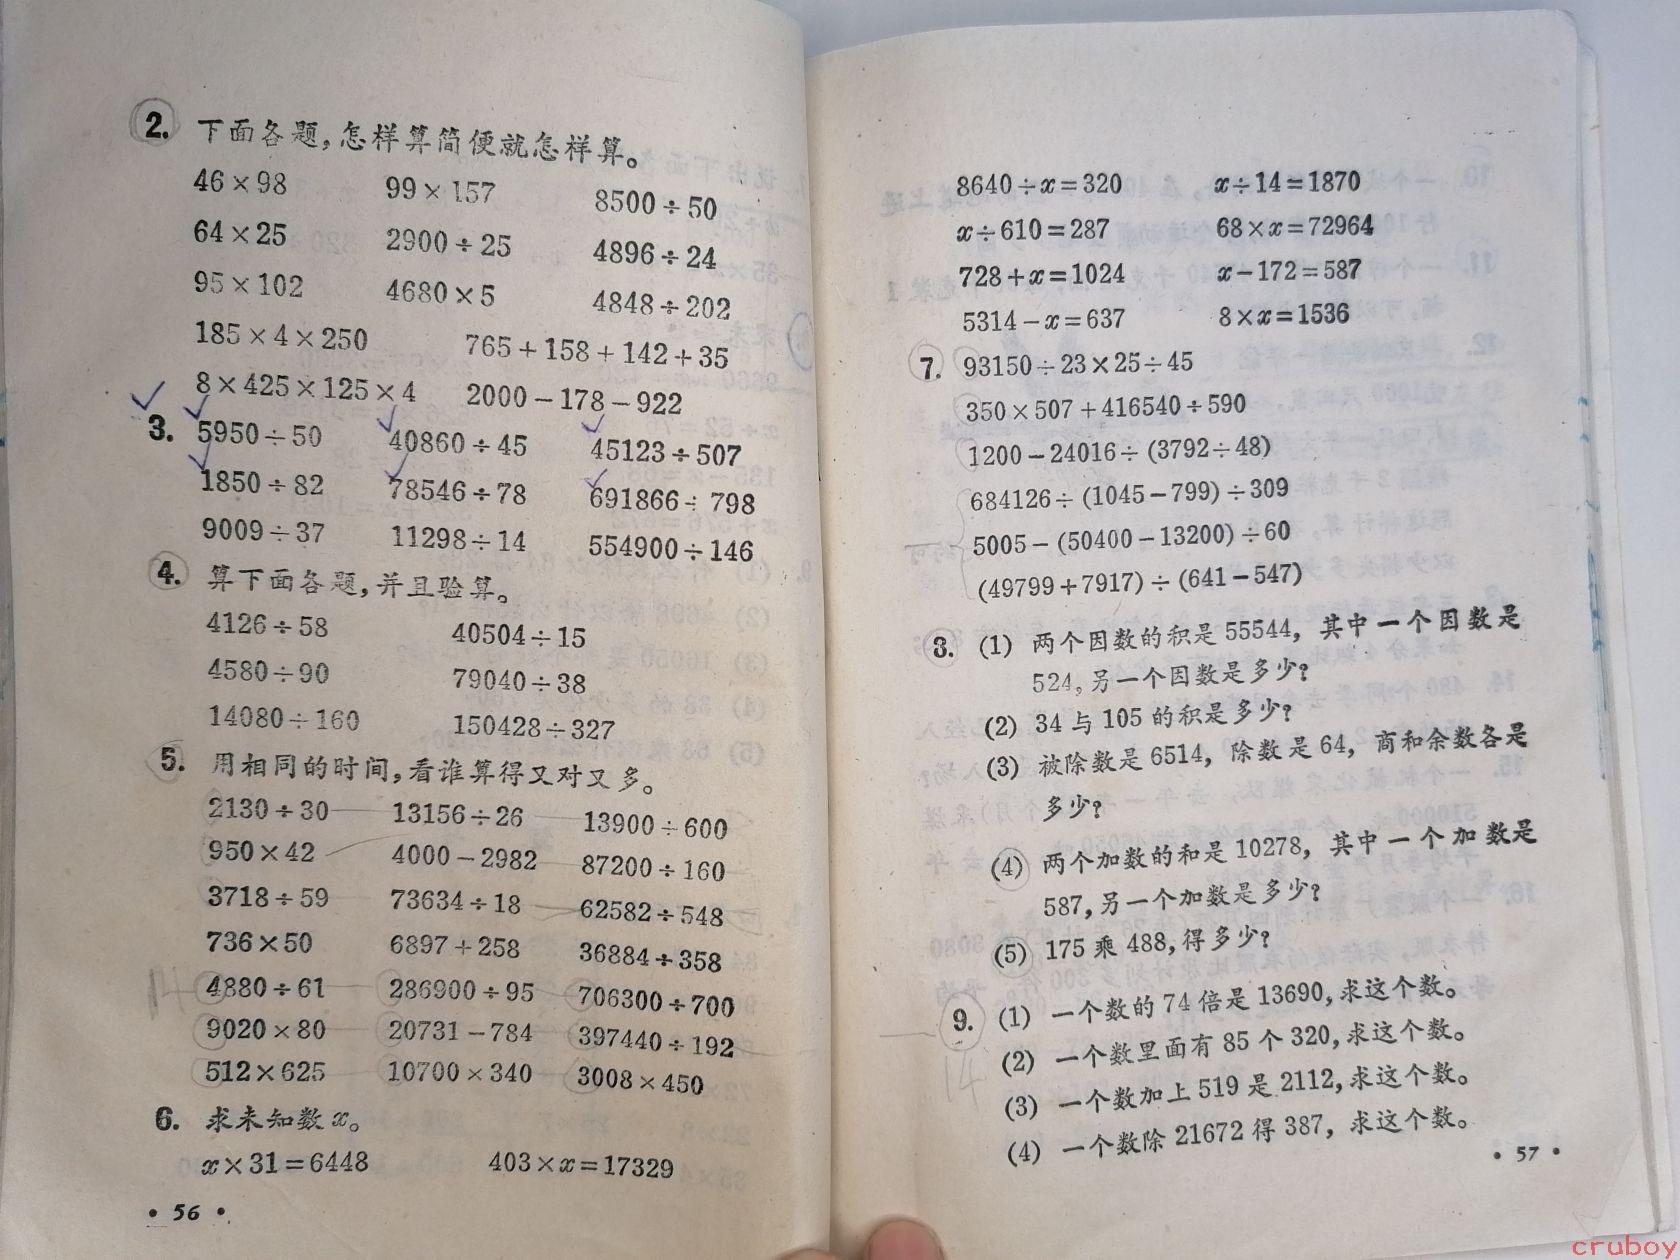 2. 下面各题,怎样算简便就怎样算。
46×98 99×157 8500÷50
64×25 2900÷25 4896÷24
95×102 4680×5 4848÷202
185×4×250 765+158+142+35
8×425×125×4 2000-178-922
3. 5950÷50 40860÷45 45123÷507
1850÷82 78546÷78 691866÷798
9009÷37 11298÷14 554900÷146
4. 算下面各题,并且验算。
4126÷58 40504÷15
4580÷90 79040÷38
14080÷160 150428÷327
5. 用相同的时间,看谁算得又对又多。
2130÷30 13156÷26 13900÷600
950×42 4000-2982 87200÷160
3718÷59 73634÷18 62582÷548
736×50 6897+258 36884÷358
14 4880÷61 286900÷95 706300÷700
9020×80 20731-784 397440÷192
512×625 10700×340 3008×450
6. 求未知数x。
x×31=6448 403×x=17329
• 56 •
8640÷x=320 x÷14=1870
x÷610=287 68×x=72964
728+x=1024 x-172=587
5314-x=637 8×x=1536
7. 93150÷23×25÷45
350×507+416540÷590
1200-24016÷(3792÷48)
684126÷(1045-799)÷309
5005-(50400-13200)÷60
(49799+7917)÷(641-547)
8. (1) 两个因数的积是55544, 其中一个因数是
524,另一个因数是多少?
(2) 34与105的积是多少?
(3) 被除数是6514, 除数是64, 商和余数各是
多少?
(4) 两个加数的和是10278, 其中一个加数是
587,另一个加数是多少?
(5) 175乘488,得多少?
9. (1) 一个数的74倍是13690,求这个数。
(2) 一个数里面有85个320,求这个数。
(3) 一个数加上519是2112,求这个数。
(4) 一个数除21672得387, 求这个数。
• 57 •
cruboy